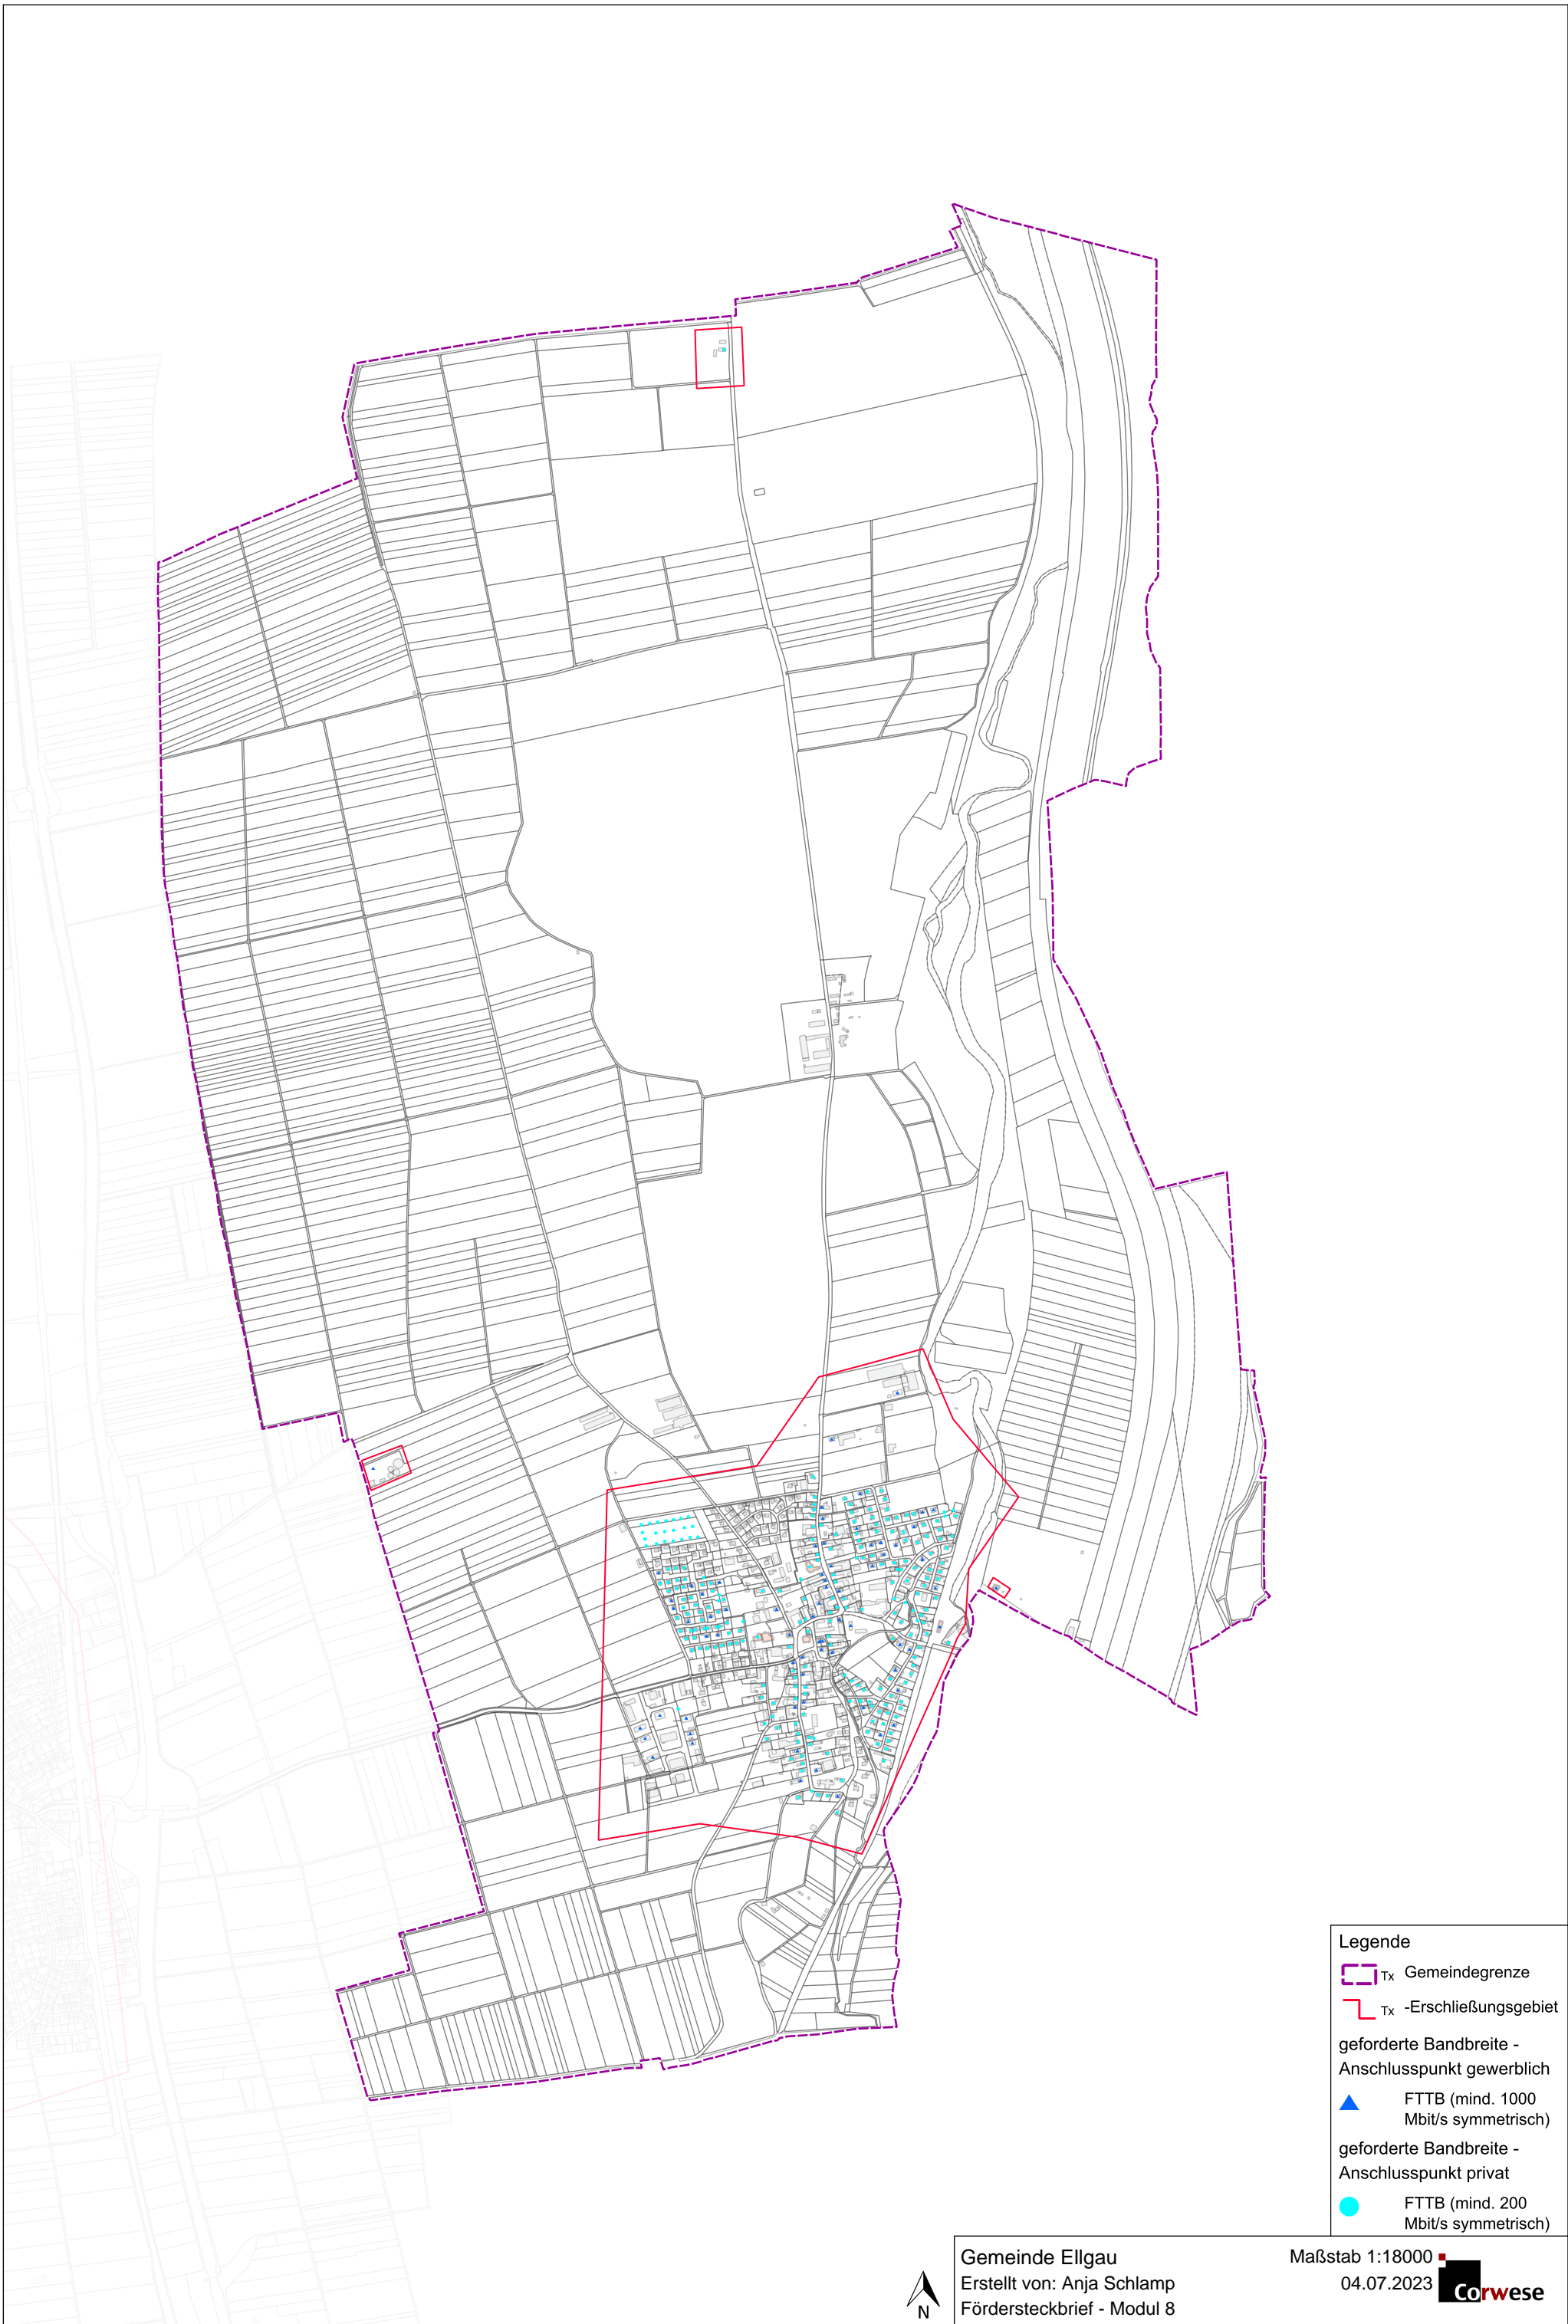 Legende
Tx Gemeindegrenze
Tx -Erschließungsgebiet
geforderte Bandbreite -
Anschlusspunkt gewerblich
FTTB (mind. 1000
Mbit/s symmetrisch)
geforderte Bandbreite -
Anschlusspunkt privat
FTTB (mind. 200
Mbit/s symmetrisch)
Gemeinde Ellgau
Erstellt von: Anja Schlamp
Fördersteckbrief - Modul 8
Maßstab 1:18000
04.07.2023
Corwese
N